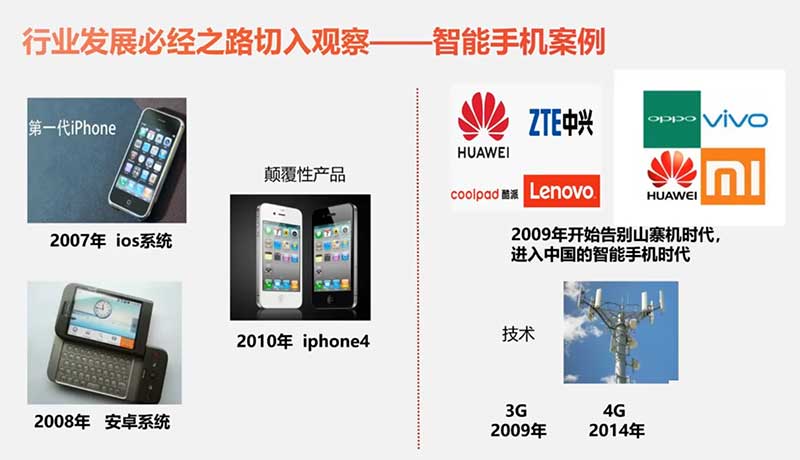 行业发展必经之路切入观察——智能手机案例
第一代iPhone
2007年 ios系统
2008年 安卓系统
颠覆性产品
2010年 iphone4
HUAWEI
ZTE中兴
coolpad 酷派
Lenovo
oppo
vivo
HUAWEI
mi
2009年开始告别山寨机时代，
进入中国的智能手机时代
技术
3G
2009年
4G
2014年